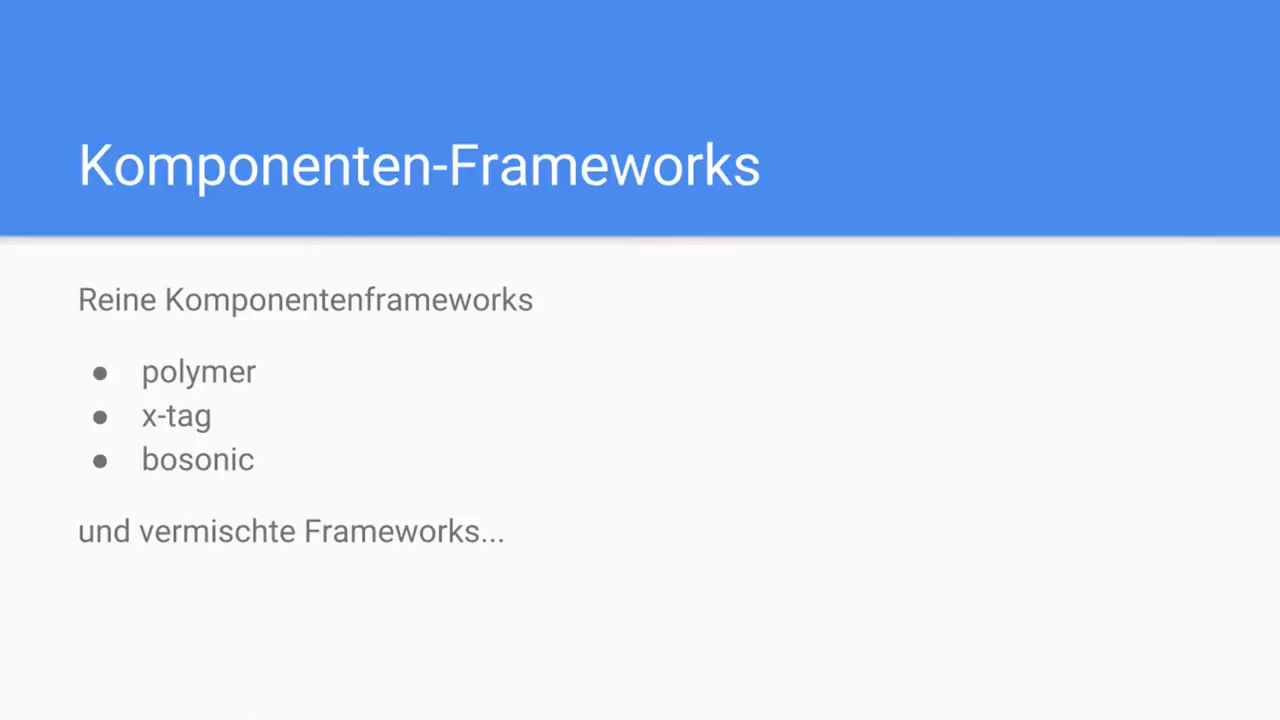 Komponenten-Frameworks
Reine Komponentenframeworks
● polymer
● x-tag
● bosonic
und vermischte Frameworks...